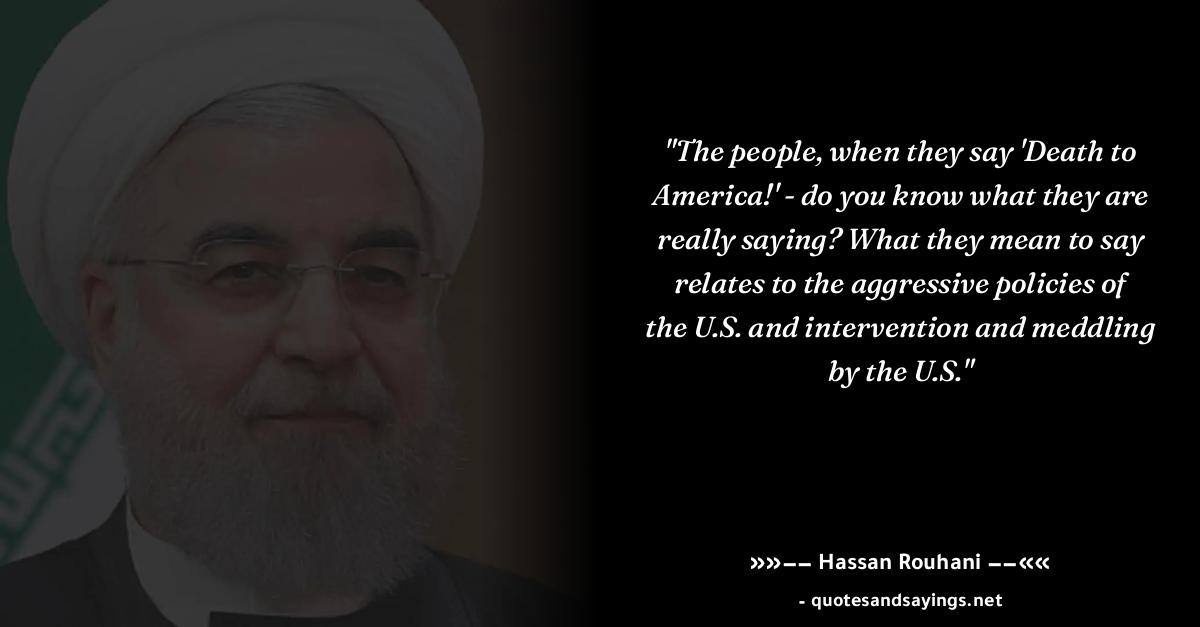 "The people, when they say 'Death to
America!' - do you know what they are
really saying? What they mean to say
relates to the aggressive policies of
the U.S. and intervention and meddling
by the U.S."
»»—— Hassan Rouhani ——««
- quotesandsayings.net